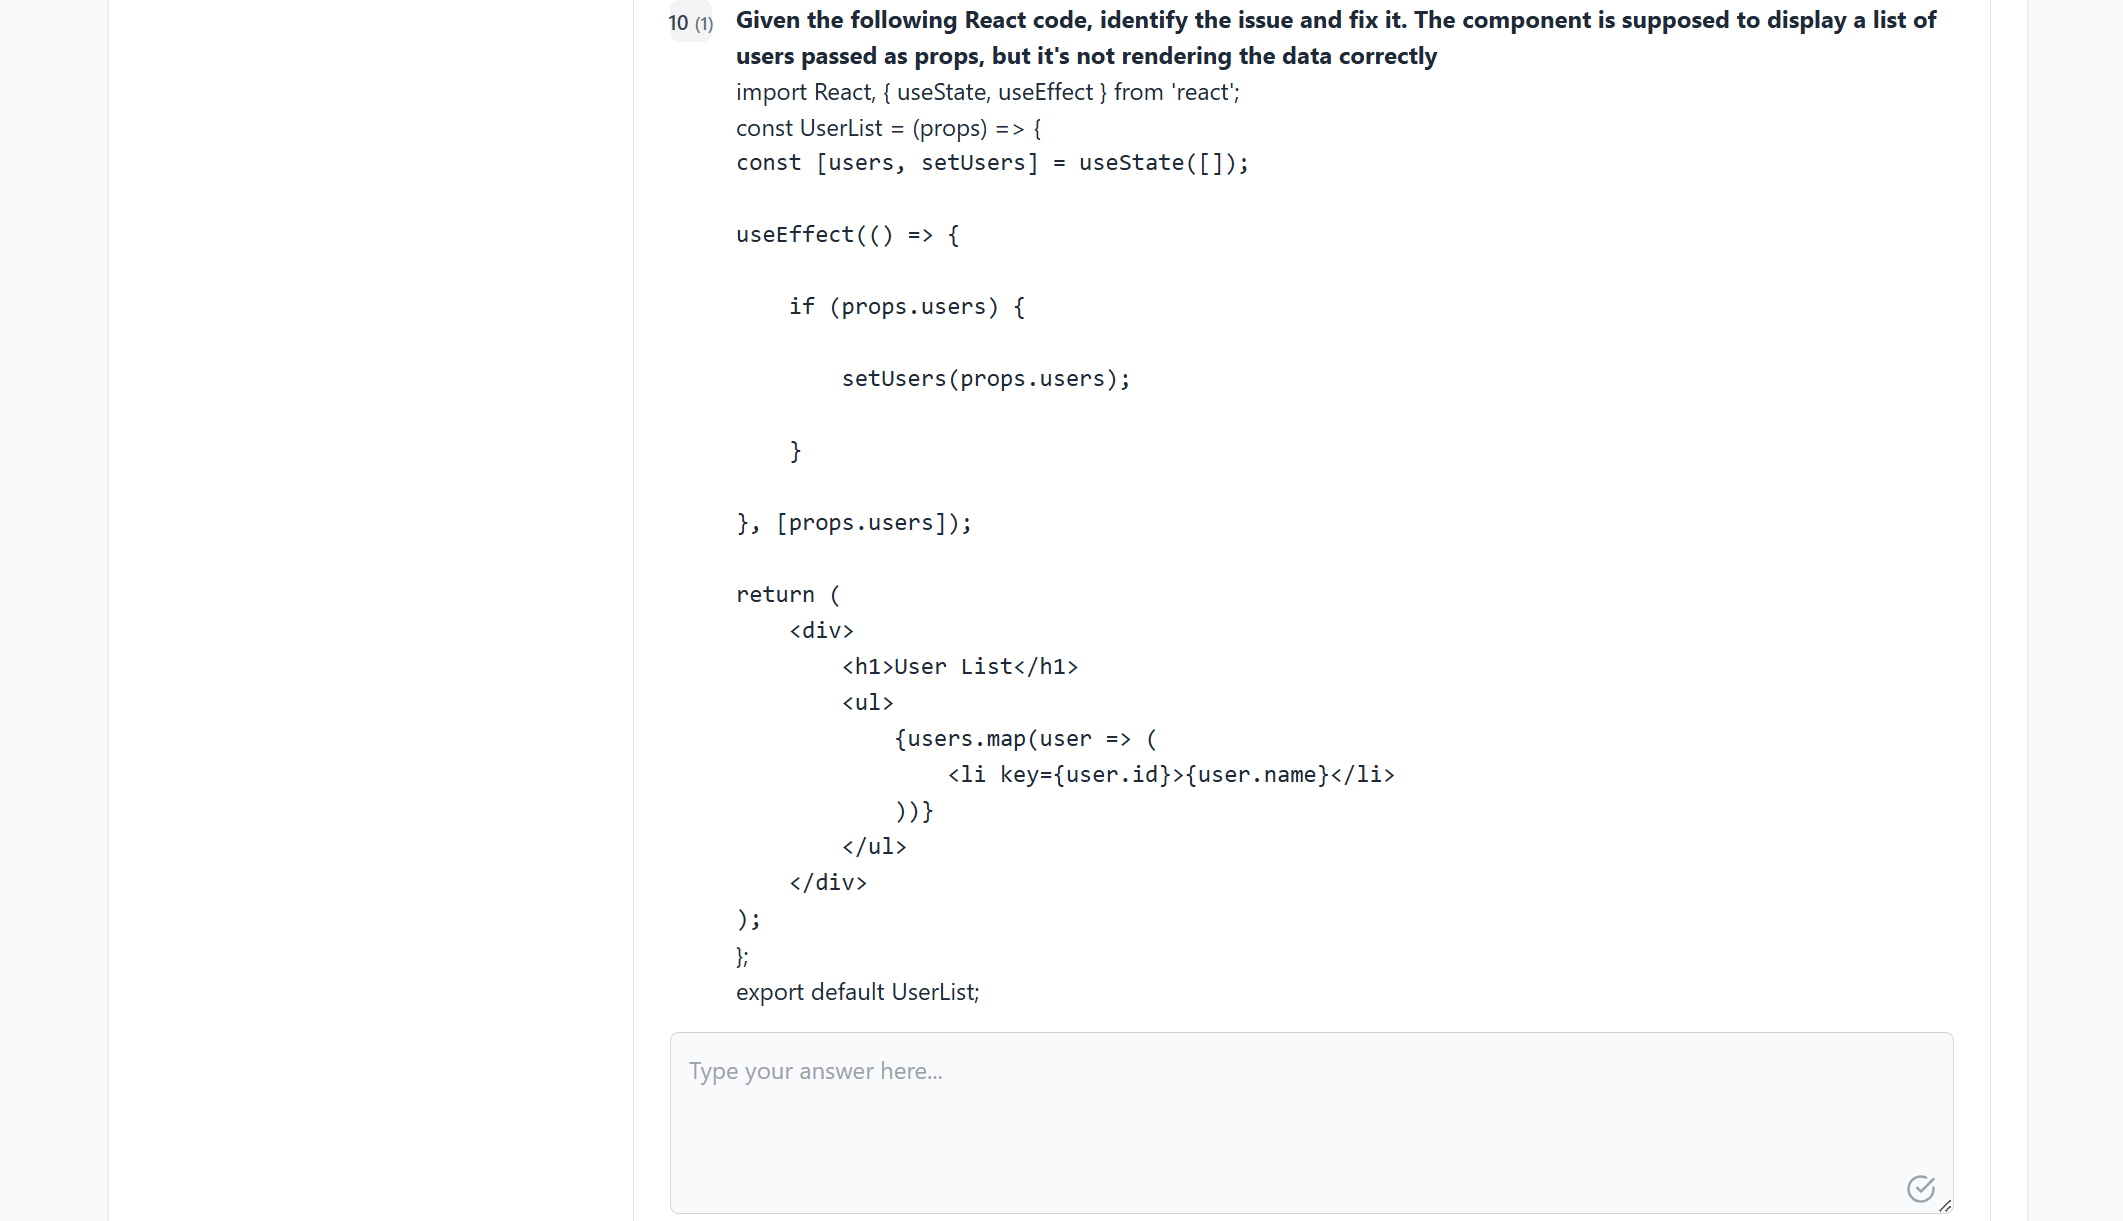 10 (1) Given the following React code, identify the issue and fix it. The component is supposed to display a list of
users passed as props, but it's not rendering the data correctly
import React, { useState, useEffect } from 'react';
const UserList = (props) => {
const [users, setUsers] = useState([]);
useEffect(() => {
    if (props.users) {
        setUsers(props.users);
    }
}, [props.users]);
return (
    <div>
        <h1>User List</h1>
        <ul>
            {users.map(user => (
                <li key={user.id}>{user.name}</li>
            ))}
        </ul>
    </div>
);
};
export default UserList;
Type your answer here...